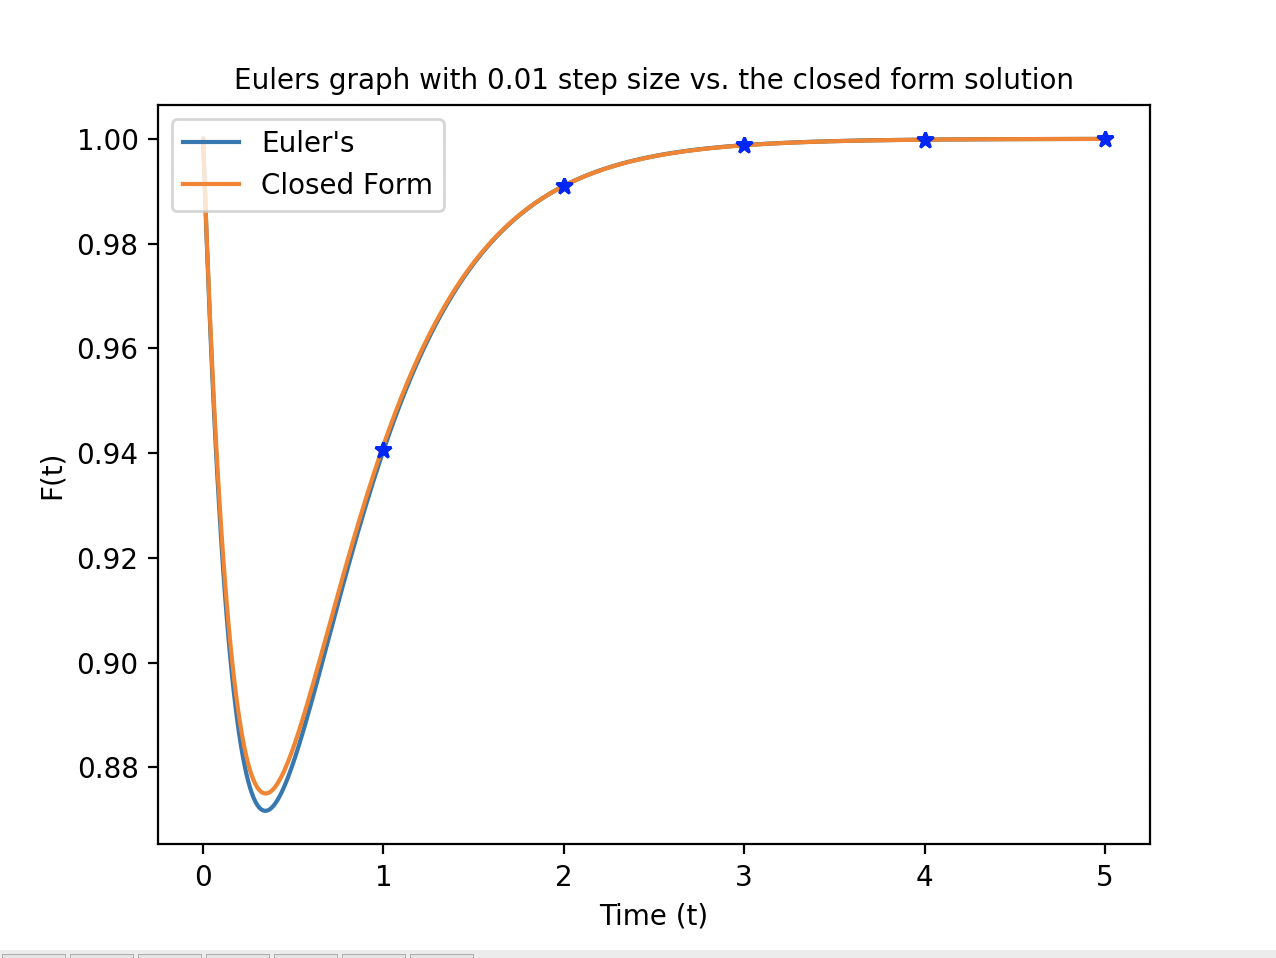 Eulers graph with 0.01 step size vs. the closed form solution
Euler's
Closed Form
1.00
0.98
0.96
0.94
0.92
0.90
0.88
F(t)
0 1 2 3 4 5
Time (t)